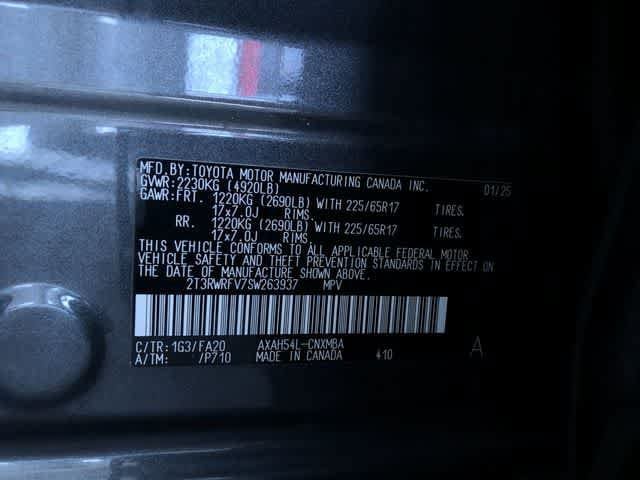 MFD.BY:TOYOTA MOTOR MANUFACTURING CANADA INC.
GVWR:2230KG (4920LB) 01/25
GAWR:FRT. 1220KG (2690LB) WITH 225/65R17 TIRES.
17x7.0J RIMS.
RR. 1220KG (2690LB) WITH 225/65R17 TIRES.
17x7.0J RIMS.
THIS VEHICLE CONFORMS TO ALL APPLICABLE FEDERAL MOTOR
VEHICLE SAFETY AND THEFT PREVENTION STANDARDS IN EFFECT ON
THE DATE OF MANUFACTURE SHOWN ABOVE.
2T3RWRFV7SW263937 MPV
C/TR:1G3/FA20 AXAH54L-CNXMBA
A/TM: /P710 MADE IN CANADA 410 A